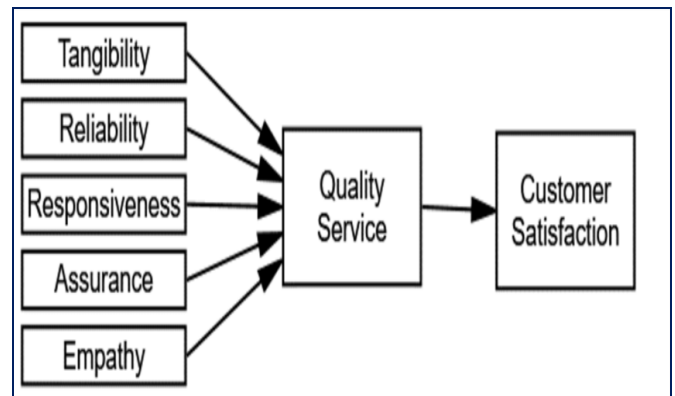 Tangibility
Reliability
Responsiveness
Assurance
Empathy
Quality
Service
Customer
Satisfaction